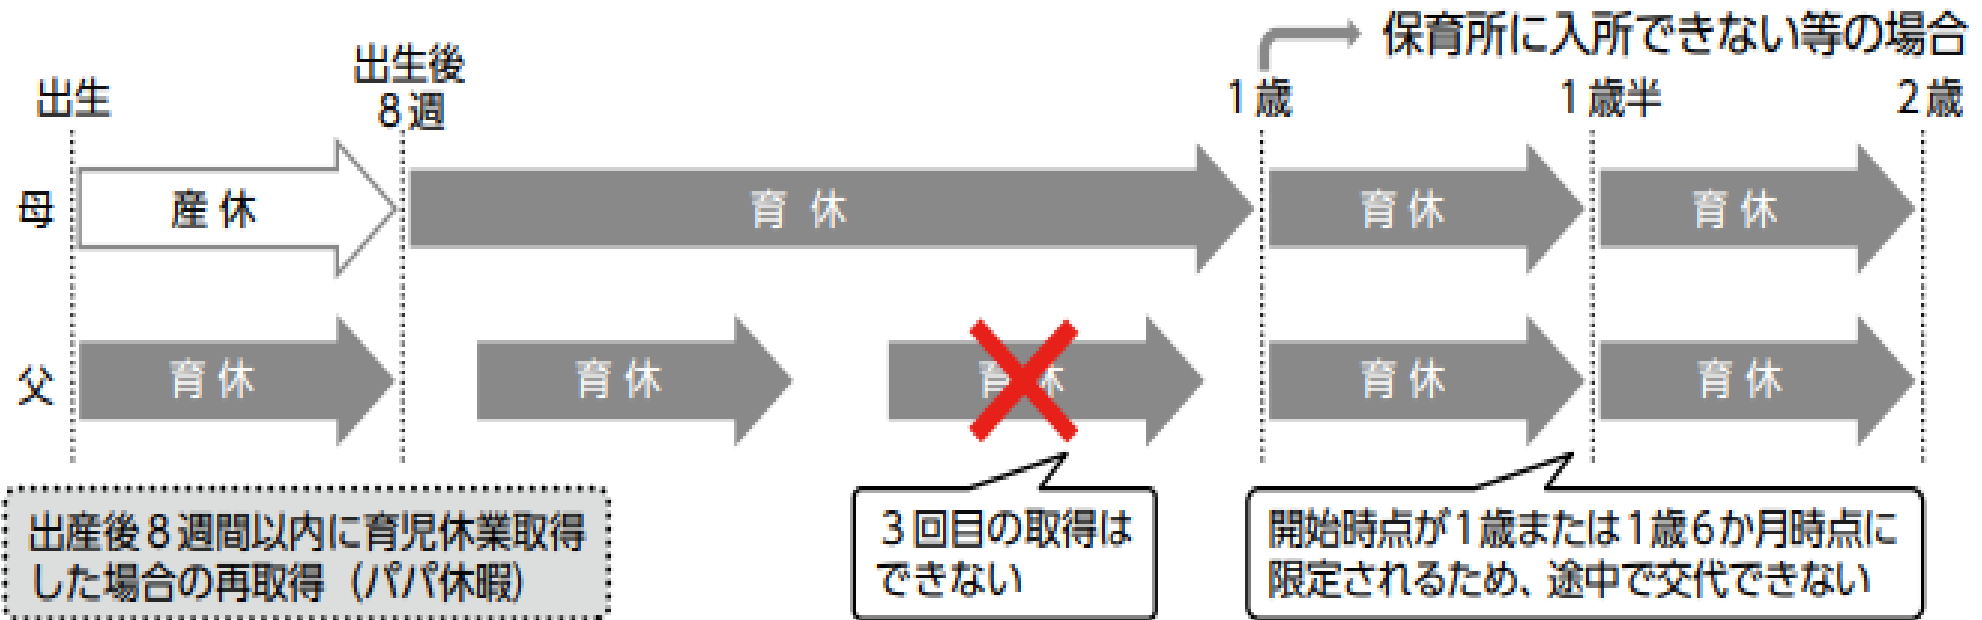 保育所に入所できない等の場合
出生
出生後
8週
1歳
1歳半
2歳
母
産休
育休
育休
育休
父
育休
育休
育休
育休
育休
出産後8週間以内に育児休業取得
した場合の再取得（パパ休暇）
3回目の取得は
できない
開始時点が1歳または1歳6か月時点に
限定されるため、途中で交代できない